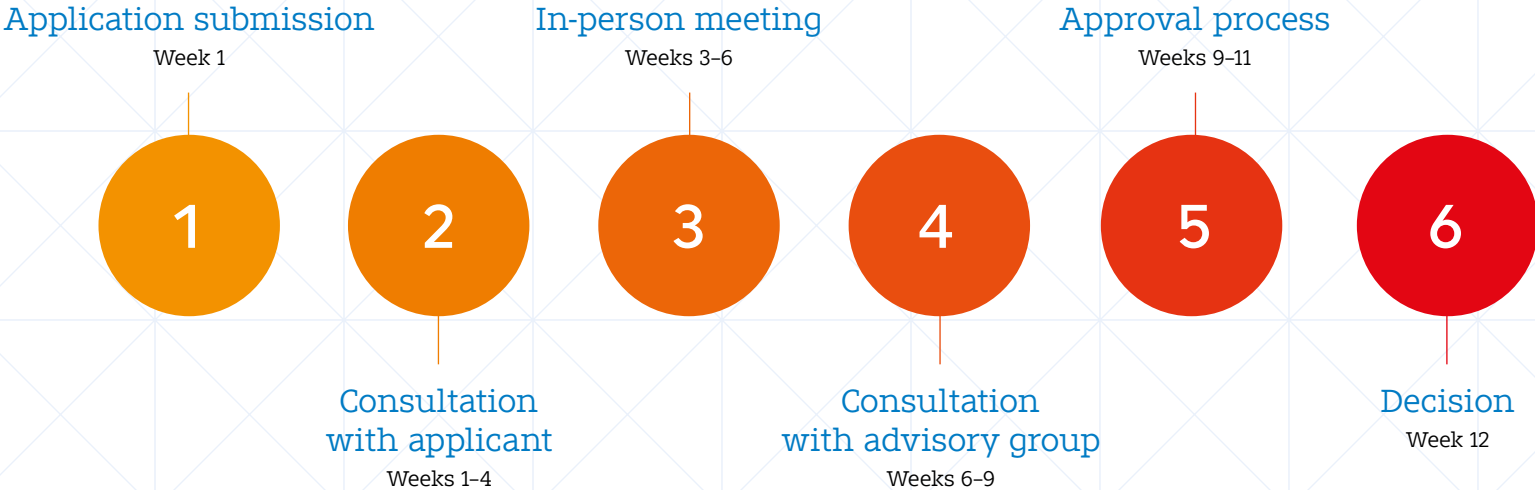 Application submission
Week 1
In-person meeting
Weeks 3–6
Approval process
Weeks 9–11
1
2
3
4
5
6
Consultation
with applicant
Weeks 1–4
Consultation
with advisory group
Weeks 6–9
Decision
Week 12